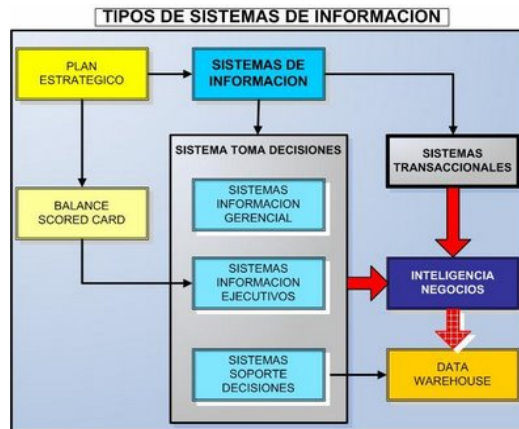 TIPOS DE SISTEMAS DE INFORMACION
PLAN
ESTRATEGICO
SISTEMAS DE
INFORMACION
SISTEMA TOMA DECISIONES
SISTEMAS
TRANSACCIONALES
SISTEMAS
INFORMACION
GERENCIAL
BALANCE
SCORED CARD
SISTEMAS
INFORMACION
EJECUTIVOS
INTELIGENCIA
NEGOCIOS
SISTEMAS
SOPORTE
DECISIONES
DATA
WAREHOUSE